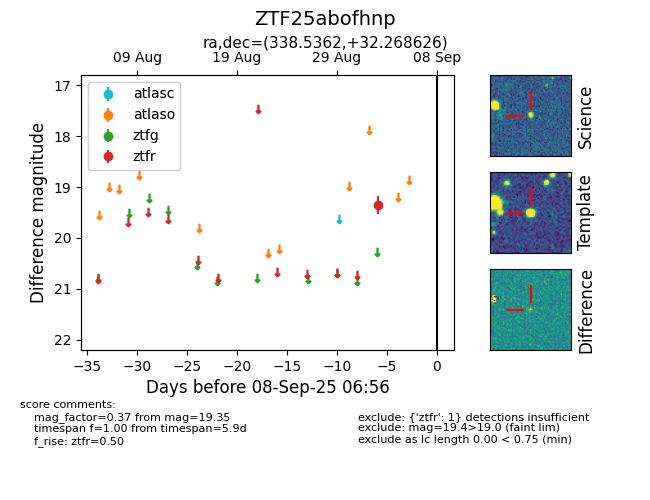 ZTF25abofhnp
ra,dec=(338.5362,+32.268626)
09 Aug 19 Aug 29 Aug 08 Sep
17
18
19
20
21
22
Difference magnitude
atlasc
atlaso
ztfg
ztfr
−35 −30 −25 −20 −15 −10 −5 0
Days before 08-Sep-25 06:56
Science
Template
Difference
score comments:
mag_factor=0.37 from mag=19.35
timespan f=1.00 from timespan=5.9d
f_rise: ztfr=0.50
exclude: {'ztfr': 1} detections insufficient
exclude: mag=19.4>19.0 (faint lim)
exclude as lc length 0.00 < 0.75 (min)